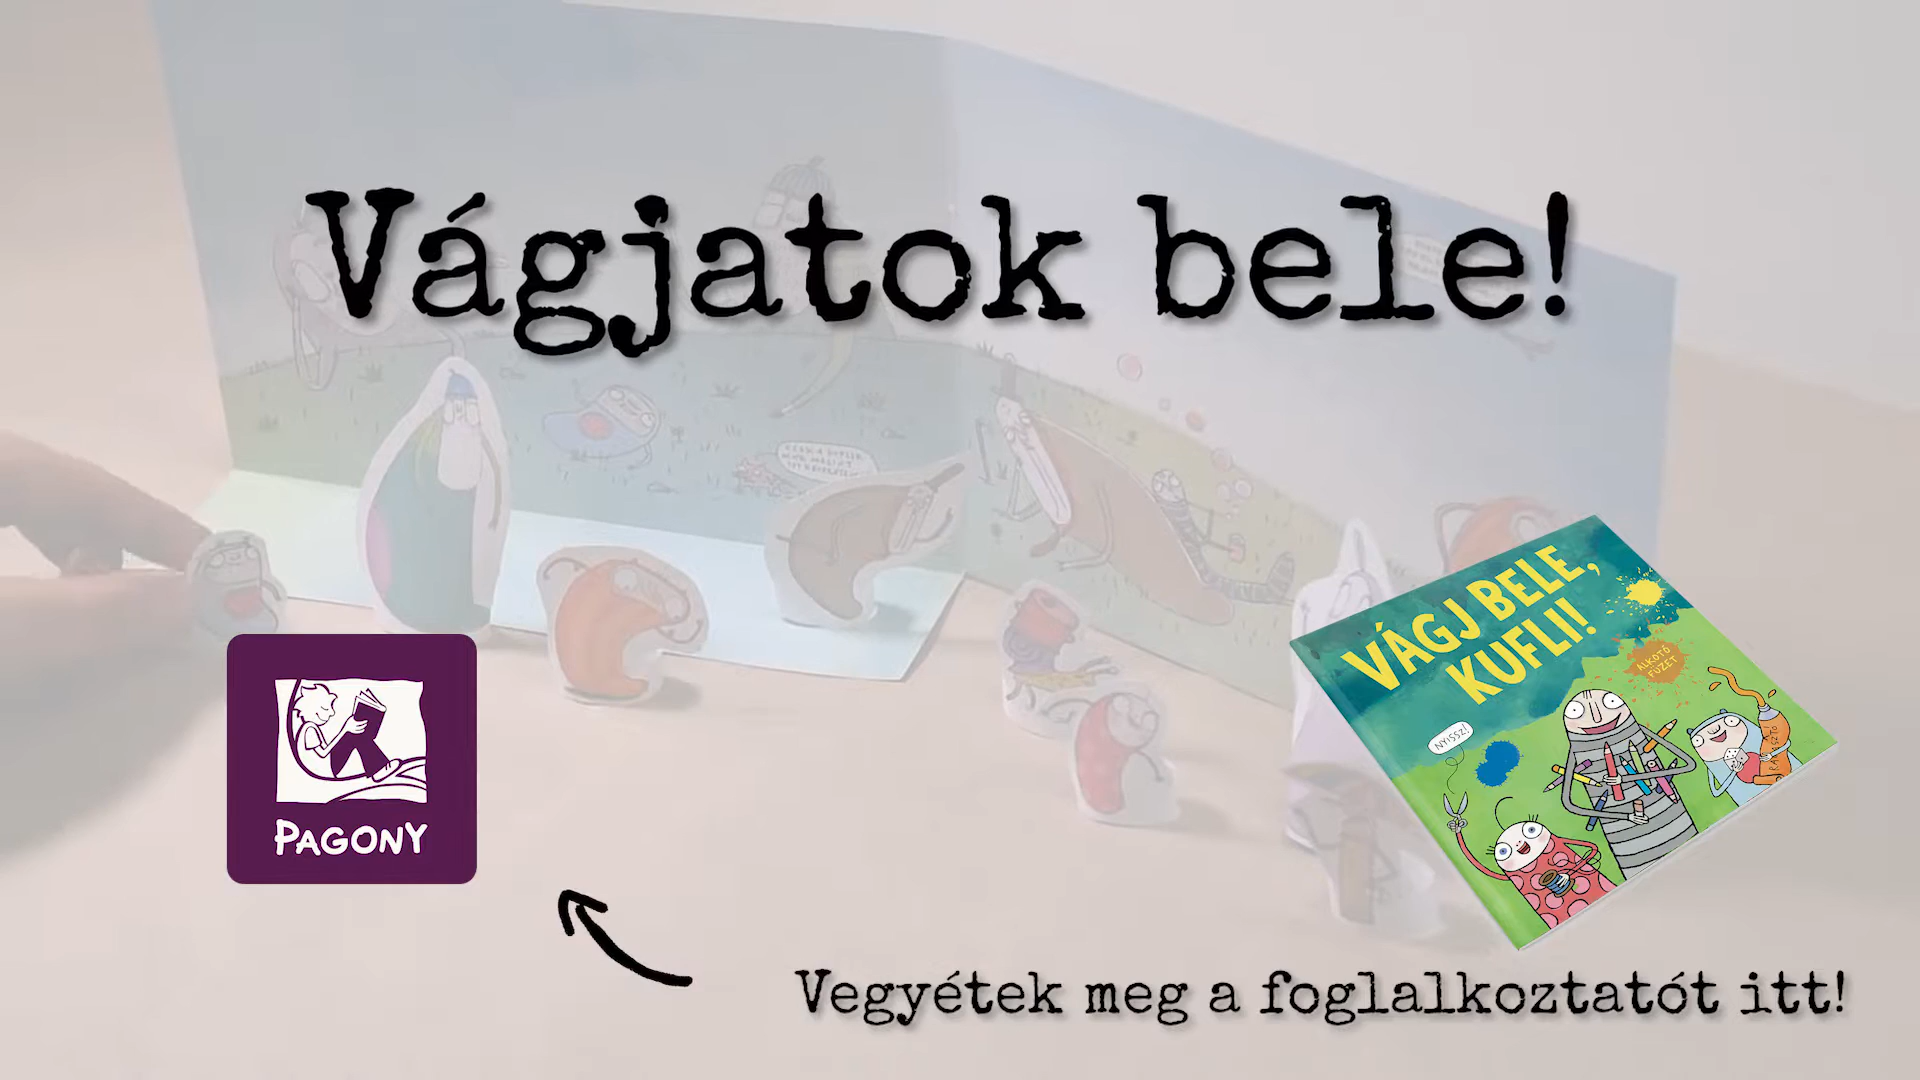 Vágjatok bele!
VÁGJ BELE,
KUFLI!
ALKOTÓ
FÜZET
NYISSZ!
PAGONY
Vegyétek meg a foglalkoztatót itt!